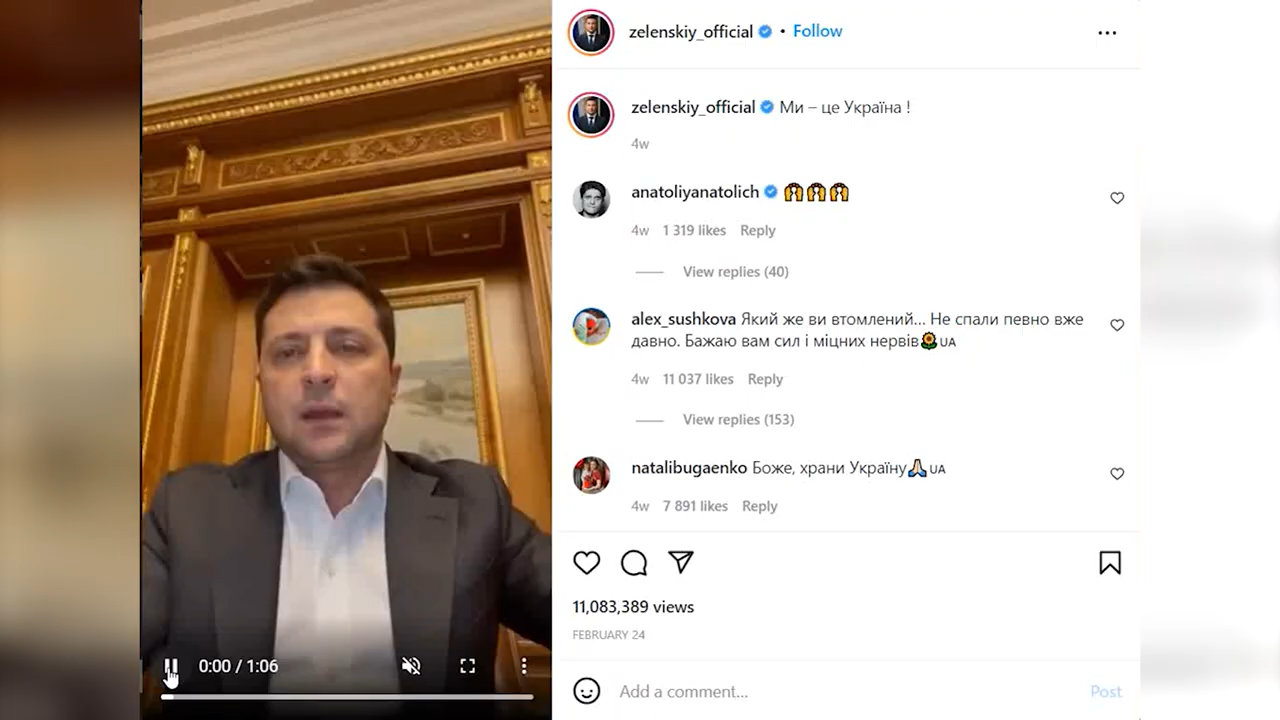 zelenskiy_official • Follow
zelenskiy_official Ми – це Україна !
4w
anatoliyanatolich
4w 1 319 likes Reply
View replies (40)
alex_sushkova Який же ви втомлений... Не спали певно вже
давно. Бажаю вам сил і міцних нервів🌻UA
4w 11 037 likes Reply
View replies (153)
natalibugaenko Боже, храни Україну🙏🏻UA
4w 7 891 likes Reply
11,083,389 views
FEBRUARY 24
0:00 / 1:06
Add a comment... Post